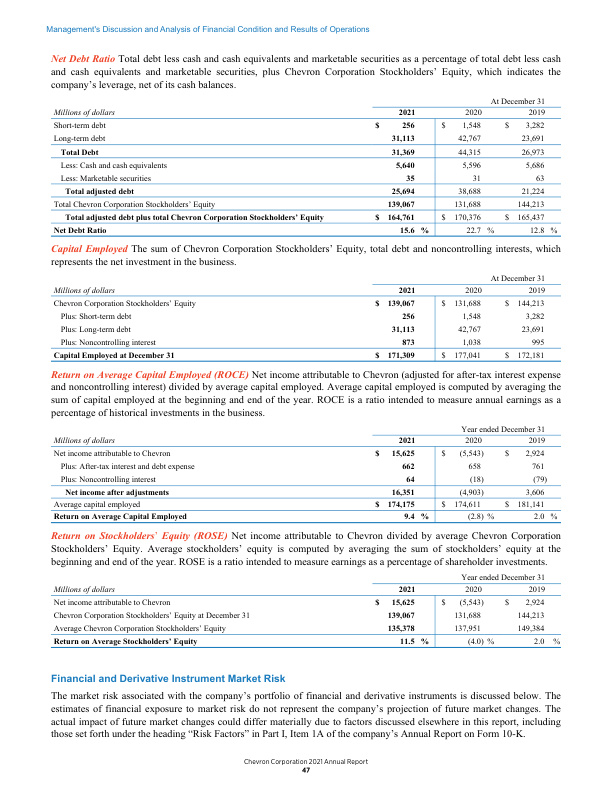 Management's Discussion and Analysis of Financial Condition and Results of Operations
Net Debt Ratio Total debt less cash and cash equivalents and marketable securities as a percentage of total debt less cash
and cash equivalents and marketable securities, plus Chevron Corporation Stockholders' Equity, which indicates the
company's leverage, net of its cash balances.
At December 31
Millions of dollars 2021 2020 2019
Short-term debt $ 256 $ 1,548 $ 3,282
Long-term debt 31,113 42,767 23,691
Total Debt 31,369 44,315 26,973
Less: Cash and cash equivalents 5,640 5,596 5,686
Less: Marketable securities 35 31 63
Total adjusted debt 25,694 38,688 21,224
Total Chevron Corporation Stockholders' Equity 139,067 131,688 144,213
Total adjusted debt plus total Chevron Corporation Stockholders' Equity $ 164,761 $ 170,376 $ 165,437
Net Debt Ratio 15.6 % 22.7 % 12.8 %
Capital Employed The sum of Chevron Corporation Stockholders' Equity, total debt and noncontrolling interests, which
represents the net investment in the business.
At December 31
Millions of dollars 2021 2020 2019
Chevron Corporation Stockholders' Equity $ 139,067 $ 131,688 $ 144,213
Plus: Short-term debt 256 1,548 3,282
Plus: Long-term debt 31,113 42,767 23,691
Plus: Noncontrolling interest 873 1,038 995
Capital Employed at December 31 $ 171,309 $ 177,041 $ 172,181
Return on Average Capital Employed (ROCE) Net income attributable to Chevron (adjusted for after-tax interest expense
and noncontrolling interest) divided by average capital employed. Average capital employed is computed by averaging the
sum of capital employed at the beginning and end of the year. ROCE is a ratio intended to measure annual earnings as a
percentage of historical investments in the business.
Year ended December 31
Millions of dollars 2021 2020 2019
Net income attributable to Chevron $ 15,625 $ (5,543) $ 2,924
Plus: After-tax interest and debt expense 662 658 761
Plus: Noncontrolling interest 64 (18) (79)
Net income after adjustments 16,351 (4,903) 3,606
Average capital employed $ 174,175 $ 174,611 $ 181,141
Return on Average Capital Employed 9.4 % (2.8) % 2.0 %
Return on Stockholders' Equity (ROSE) Net income attributable to Chevron divided by average Chevron Corporation
Stockholders' Equity. Average stockholders' equity is computed by averaging the sum of stockholders' equity at the
beginning and end of the year. ROSE is a ratio intended to measure earnings as a percentage of shareholder investments.
Year ended December 31
Millions of dollars 2021 2020 2019
Net income attributable to Chevron $ 15,625 $ (5,543) $ 2,924
Chevron Corporation Stockholders' Equity at December 31 139,067 131,688 144,213
Average Chevron Corporation Stockholders' Equity 135,378 137,951 149,384
Return on Average Stockholders' Equity 11.5 % (4.0) % 2.0 %
Financial and Derivative Instrument Market Risk
The market risk associated with the company's portfolio of financial and derivative instruments is discussed below. The
estimates of financial exposure to market risk do not represent the company's projection of future market changes. The
actual impact of future market changes could differ materially due to factors discussed elsewhere in this report, including
those set forth under the heading "Risk Factors" in Part I, Item 1A of the company's Annual Report on Form 10-K.
Chevron Corporation 2021 Annual Report
47